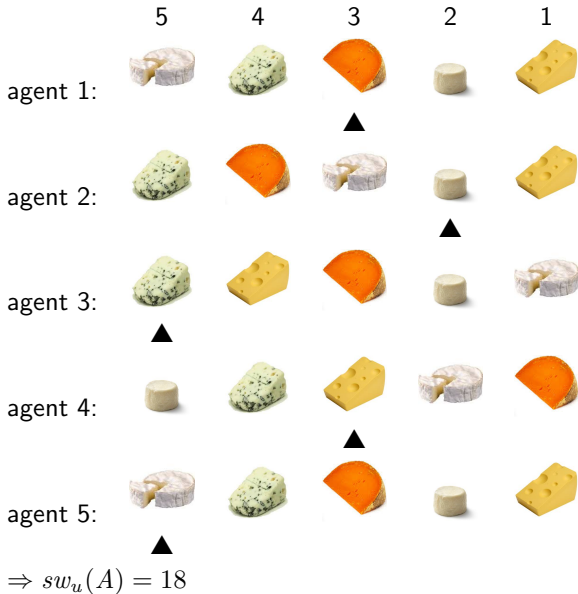 5 4 3 2 1
agent 1:
agent 2:
agent 3:
agent 4:
agent 5:
⇒ sw_u(A) = 18